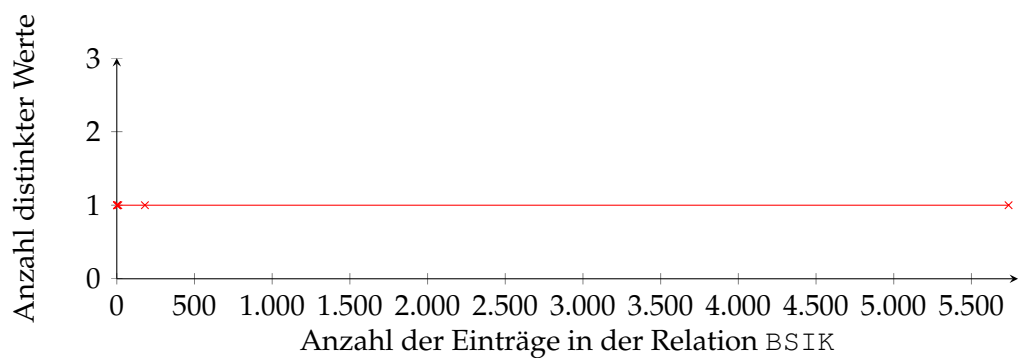 Anzahl distinkter Werte
3
2
1
0
0 500 1.000 1.500 2.000 2.500 3.000 3.500 4.000 4.500 5.000 5.500
Anzahl der Einträge in der Relation BSIK